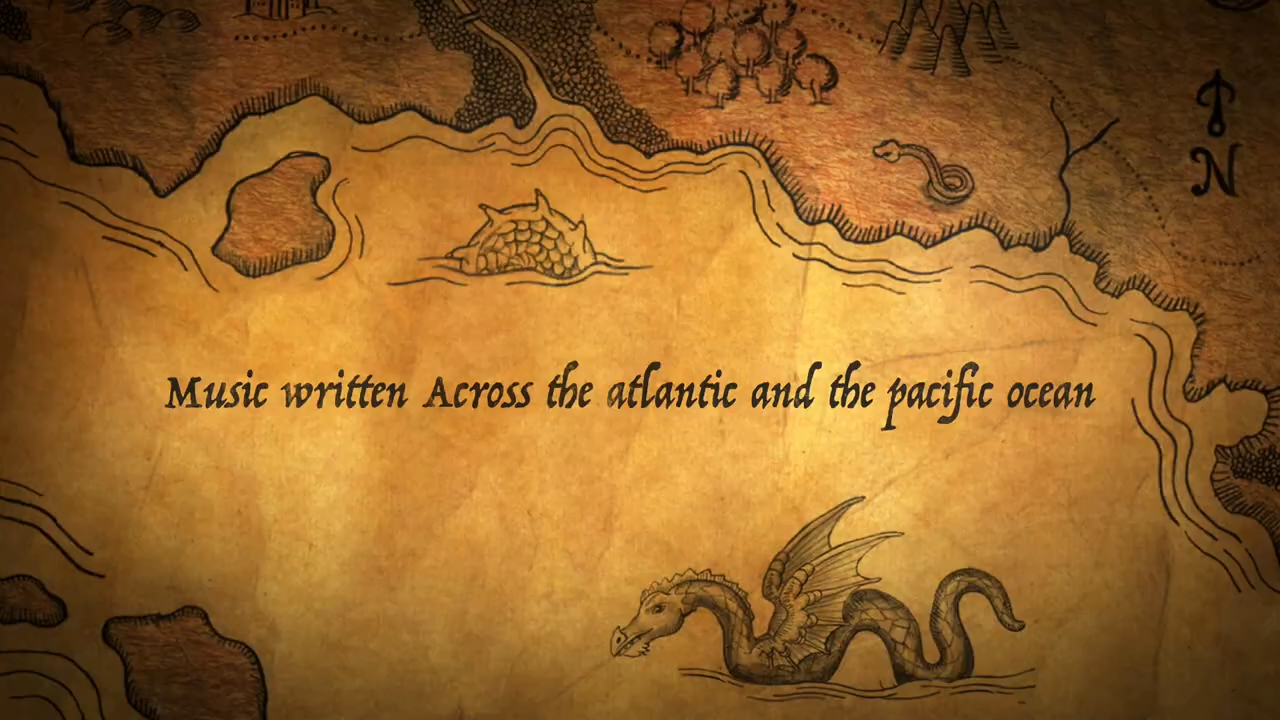 Music written Across the atlantic and the pacific ocean
N